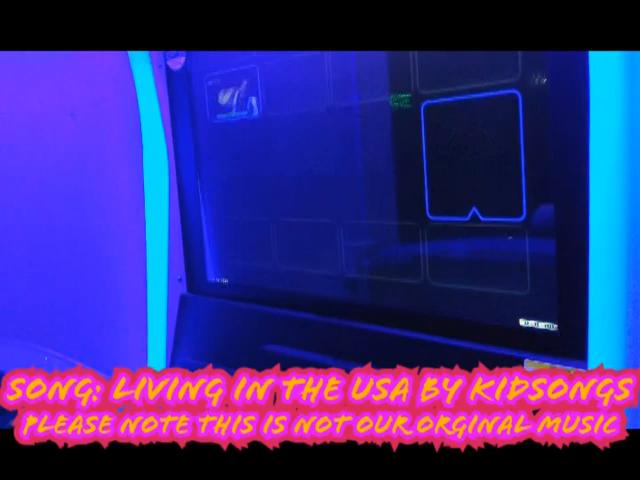 SONG: LIVING IN THE USA BY KIDSONGS
PLEASE NOTE THIS IS NOT OUR ORGINAL MUSIC